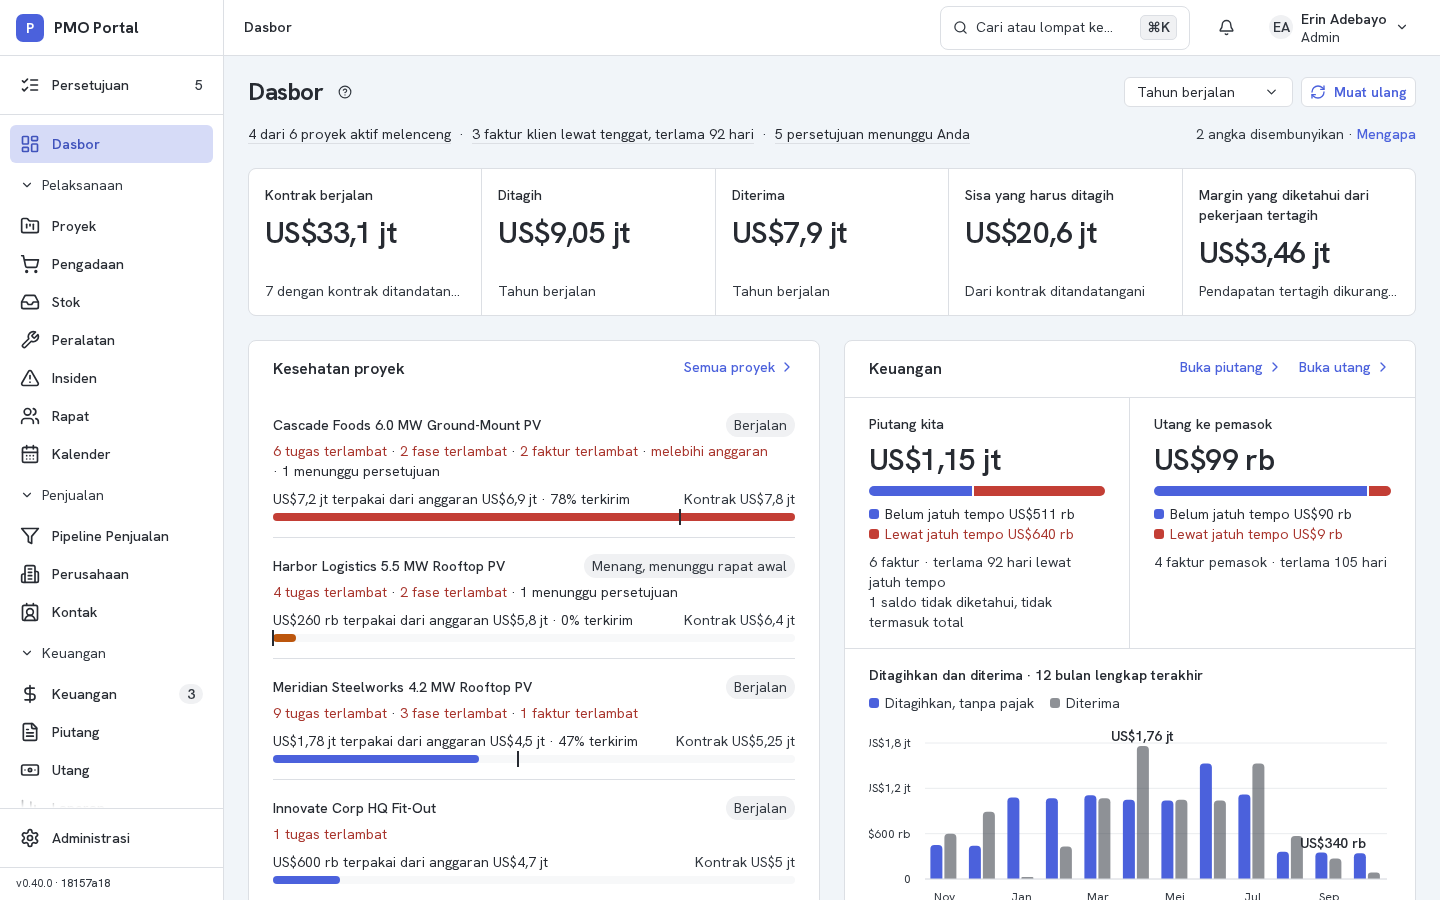 P PMO Portal
Dasbor
Cari atau lompat ke...
⌘K
EA
Erin Adebayo
Admin
Persetujuan 5
Dasbor
Pelaksanaan
Proyek
Pengadaan
Stok
Peralatan
Insiden
Rapat
Kalender
Penjualan
Pipeline Penjualan
Perusahaan
Kontak
Keuangan
Keuangan 3
Piutang
Utang
Administrasi
v0.40.0 · 18157a18
Dasbor
Tahun berjalan
Muat ulang
4 dari 6 proyek aktif melenceng · 3 faktur klien lewat tenggat, terlama 92 hari · 5 persetujuan menunggu Anda
2 angka disembunyikan · Mengapa
Kontrak berjalan
US$33,1 jt
7 dengan kontrak ditandatan...
Ditagih
US$9,05 jt
Tahun berjalan
Diterima
US$7,9 jt
Tahun berjalan
Sisa yang harus ditagih
US$20,6 jt
Dari kontrak ditandatangani
Margin yang diketahui dari
pekerjaan tertagih
US$3,46 jt
Pendapatan tertagih dikurang...
Kesehatan proyek
Semua proyek
Cascade Foods 6.0 MW Ground-Mount PV
Berjalan
6 tugas terlambat · 2 fase terlambat · 2 faktur terlambat · melebihi anggaran
· 1 menunggu persetujuan
US$7,2 jt terpakai dari anggaran US$6,9 jt · 78% terkirim
Kontrak US$7,8 jt
Harbor Logistics 5.5 MW Rooftop PV
Menang, menunggu rapat awal
4 tugas terlambat · 2 fase terlambat · 1 menunggu persetujuan
US$260 rb terpakai dari anggaran US$5,8 jt · 0% terkirim
Kontrak US$6,4 jt
Meridian Steelworks 4.2 MW Rooftop PV
Berjalan
9 tugas terlambat · 3 fase terlambat · 1 faktur terlambat
US$1,78 jt terpakai dari anggaran US$4,5 jt · 47% terkirim
Kontrak US$5,25 jt
Innovate Corp HQ Fit-Out
Berjalan
1 tugas terlambat
US$600 rb terpakai dari anggaran US$4,7 jt
Kontrak US$5 jt
Keuangan
Buka piutang
Buka utang
Piutang kita
US$1,15 jt
Belum jatuh tempo US$511 rb
Lewat jatuh tempo US$640 rb
6 faktur · terlama 92 hari lewat
jatuh tempo
1 saldo tidak diketahui, tidak
termasuk total
Utang ke pemasok
US$99 rb
Belum jatuh tempo US$90 rb
Lewat jatuh tempo US$9 rb
4 faktur pemasok · terlama 105 hari
Ditagihkan dan diterima · 12 bulan lengkap terakhir
Ditagihkan, tanpa pajak
Diterima
US$1,76 jt
JS$1,8 jt
JS$1,2 jt
$600 rb
US$340 rb
0
Nov Jan Mar Mei Jul Sep